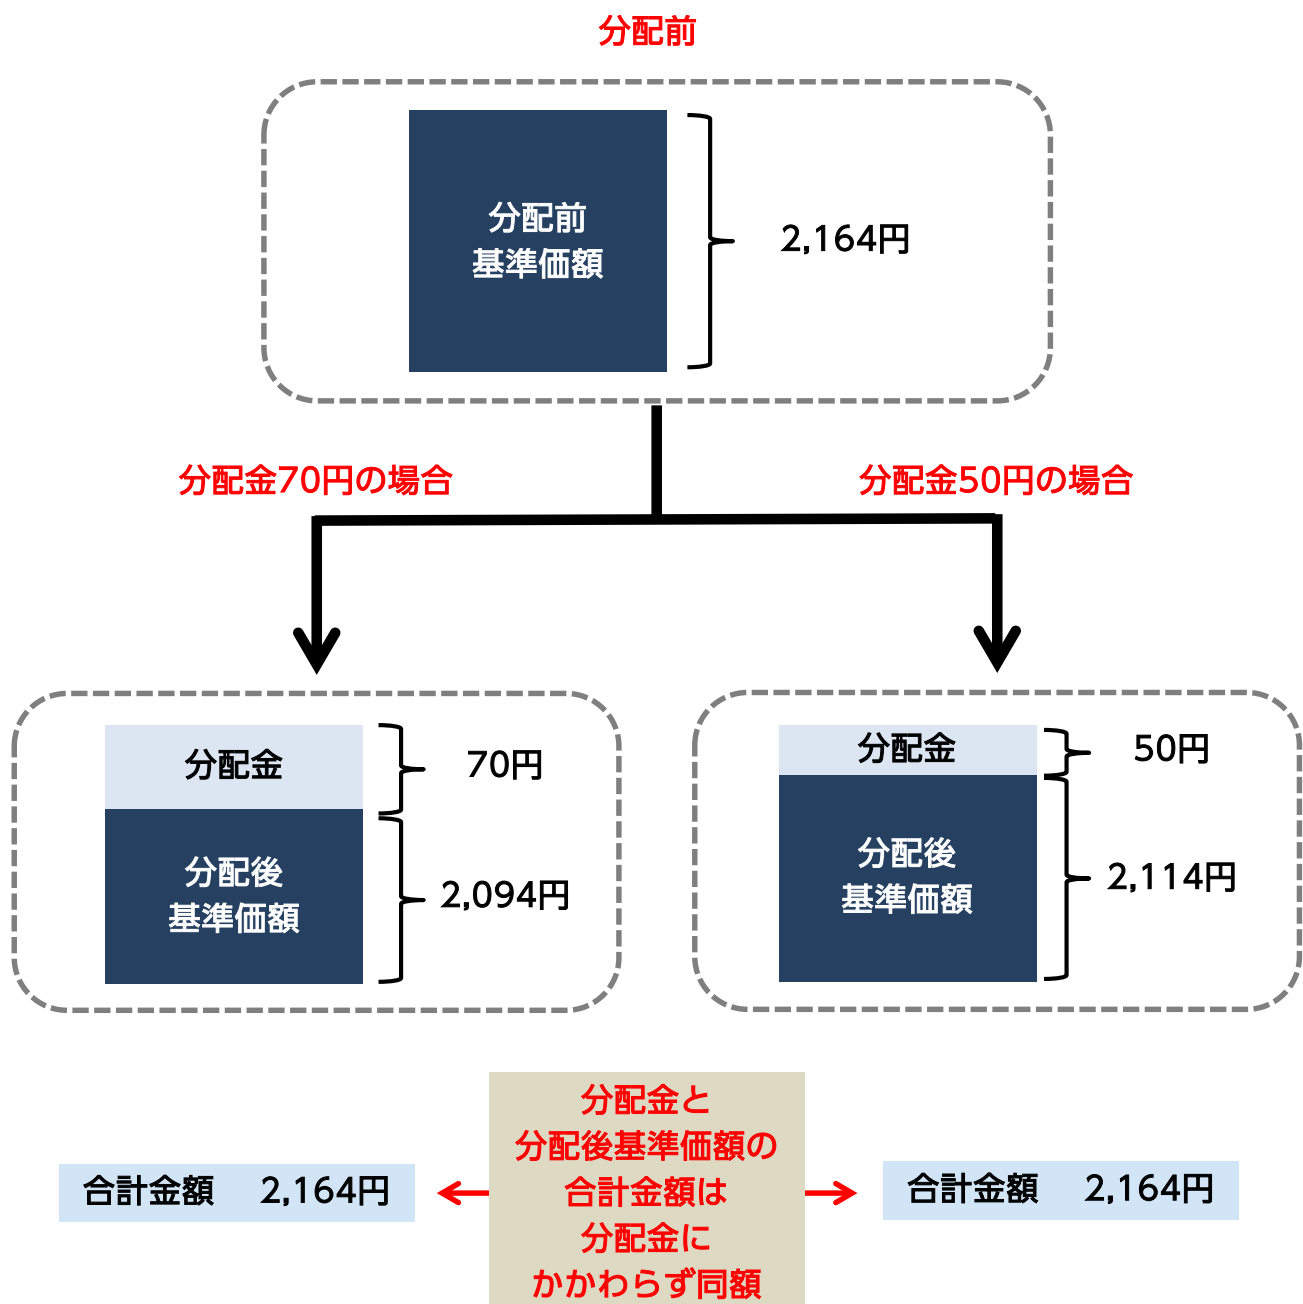 分配前
分配前
基準価額
2,164円
分配金70円の場合
分配金50円の場合
分配金
70円
分配後
基準価額
2,094円
分配金
50円
分配後
基準価額
2,114円
分配金と
分配後基準価額の
合計金額は
分配金に
かかわらず同額
合計金額 2,164円
合計金額 2,164円